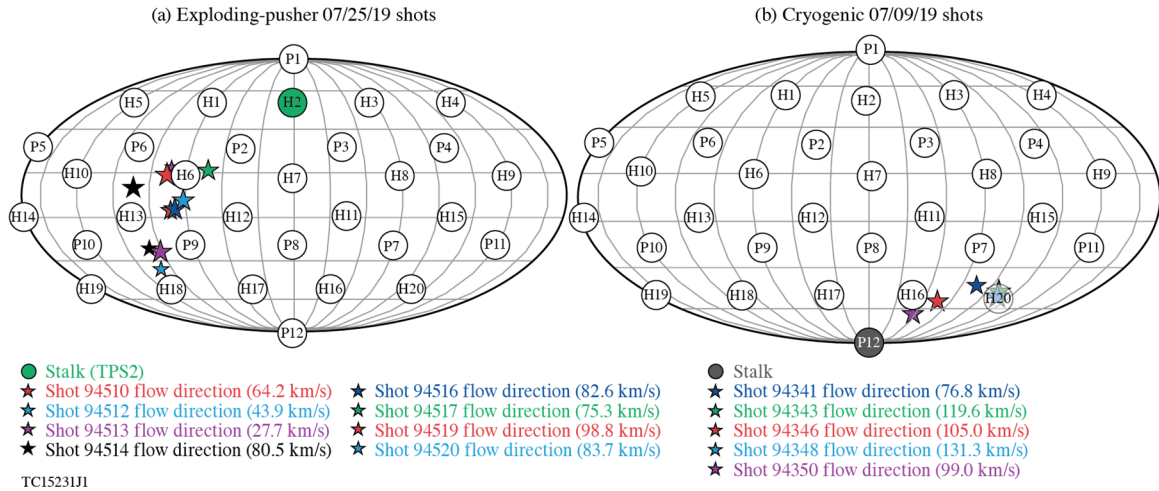 (a) Exploding-pusher 07/25/19 shots
P1
H5 H1 H2 H3 H4
P5 P6 P2 P3 P4
H10 H6 H7 H8 H9
H14 H13 H12 H11 H15
P10 P9 P8 P7 P11
H19 H18 H17 H16 H20
P12
Stalk (TPS2)
Shot 94510 flow direction (64.2 km/s)
Shot 94512 flow direction (43.9 km/s)
Shot 94513 flow direction (27.7 km/s)
Shot 94514 flow direction (80.5 km/s)
Shot 94516 flow direction (82.6 km/s)
Shot 94517 flow direction (75.3 km/s)
Shot 94519 flow direction (98.8 km/s)
Shot 94520 flow direction (83.7 km/s)
(b) Cryogenic 07/09/19 shots
P1
H5 H1 H2 H3 H4
P5 P6 P2 P3 P4
H10 H6 H7 H8 H9
H14 H13 H12 H11 H15
P10 P9 P8 P7 P11
H19 H18 H17 H16 H20
P12
Stalk
Shot 94341 flow direction (76.8 km/s)
Shot 94343 flow direction (119.6 km/s)
Shot 94346 flow direction (105.0 km/s)
Shot 94348 flow direction (131.3 km/s)
Shot 94350 flow direction (99.0 km/s)
TC15231J1